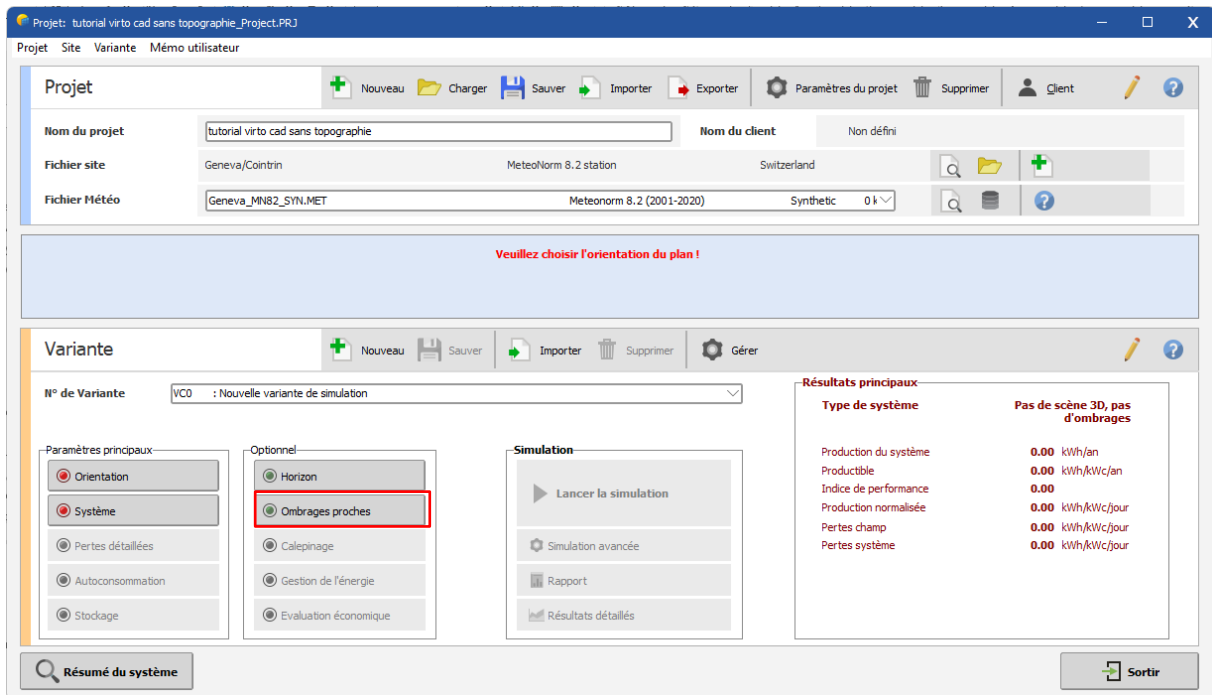 Projet: tutorial virto cad sans topographie_Project.PRJ
Projet Site Variante Mémo utilisateur
Projet Nouveau Charger Sauver Importer Exporter Paramètres du projet Supprimer Client
Nom du projet tutorial virto cad sans topographie Nom du client Non défini
Fichier site Geneva/Cointrin MeteoNorm 8.2 station Switzerland
Fichier Météo Geneva_MN82_SYN.MET Meteonorm 8.2 (2001-2020) Synthetic 0 k
Veuillez choisir l'orientation du plan !
Variante Nouveau Sauver Importer Supprimer Gérer
N° de Variante VC0 : Nouvelle variante de simulation
Résultats principaux
Type de système Pas de scène 3D, pas d'ombrages
Paramètres principaux Optionnel Simulation
Production du système 0.00 kWh/an
Orientation Horizon
Productible 0.00 kWh/kWc/an
Lancer la simulation
Indice de performance 0.00
Système Ombrages proches
Production normalisée 0.00 kWh/kWc/jour
Pertes champ 0.00 kWh/kWc/jour
Pertes détaillées Calepinage Simulation avancée
Pertes système 0.00 kWh/kWc/jour
Autoconsommation Gestion de l'énergie Rapport
Stockage Evaluation économique Résultats détaillés
Résumé du système Sortir